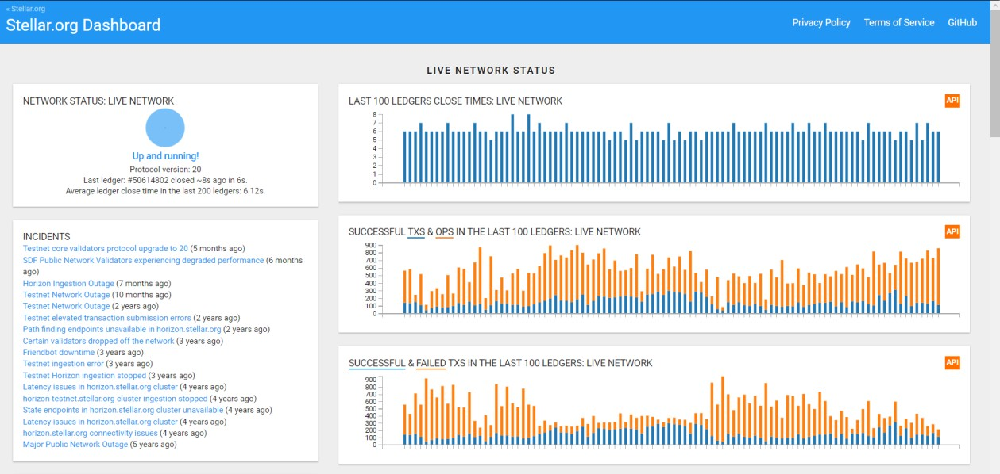 « Stellar.org
Stellar.org Dashboard
Privacy Policy
Terms of Service
GitHub
LIVE NETWORK STATUS
NETWORK STATUS: LIVE NETWORK
Up and running!
Protocol version: 20
Last ledger: #50614802 closed ~8s ago in 6s.
Average ledger close time in the last 200 ledgers: 6.12s.
INCIDENTS
Testnet core validators protocol upgrade to 20 (5 months ago)
SDF Public Network Validators experiencing degraded performance (6 months
ago)
Horizon Ingestion Outage (7 months ago)
Testnet Network Outage (10 months ago)
Testnet Network Outage (2 years ago)
Testnet elevated transaction submission errors (2 years ago)
Path finding endpoints unavailable in horizon.stellar.org (2 years ago)
Certain validators dropped off the network (3 years ago)
Friendbot downtime (3 years ago)
Testnet ingestion error (3 years ago)
Testnet Horizon ingestion stopped (3 years ago)
Latency issues in horizon.stellar.org cluster (4 years ago)
horizon-testnet.stellar.org cluster ingestion stopped (4 years ago)
State endpoints in horizon.stellar.org cluster unavailable (4 years ago)
Latency issues in horizon.stellar.org cluster (4 years ago)
horizon.stellar.org connectivity issues (4 years ago)
Major Public Network Outage (5 years ago)
LAST 100 LEDGERS CLOSE TIMES: LIVE NETWORK
API
8
7
6
5
4
3
2
1
0
SUCCESSFUL TXS & OPS IN THE LAST 100 LEDGERS: LIVE NETWORK
API
900
800
700
600
500
400
300
200
100
0
SUCCESSFUL & FAILED TXS IN THE LAST 100 LEDGERS: LIVE NETWORK
API
900
800
700
600
500
400
300
200
100
0